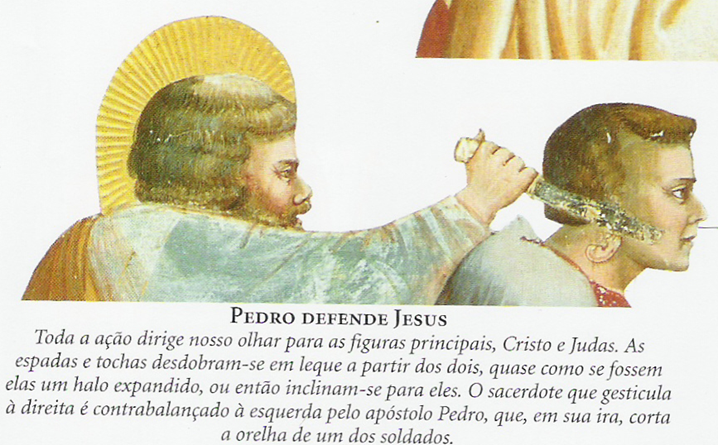 PEDRO DEFENDE JESUS
Toda a ação dirige nosso olhar para as figuras principais, Cristo e Judas. As
espadas e tochas desdobram-se em leque a partir dos dois, quase como se fossem
elas um halo expandido, ou então inclinam-se para eles. O sacerdote que gesticula
à direita é contrabalançado à esquerda pelo apóstolo Pedro, que, em sua ira, corta
a orelha de um dos soldados.